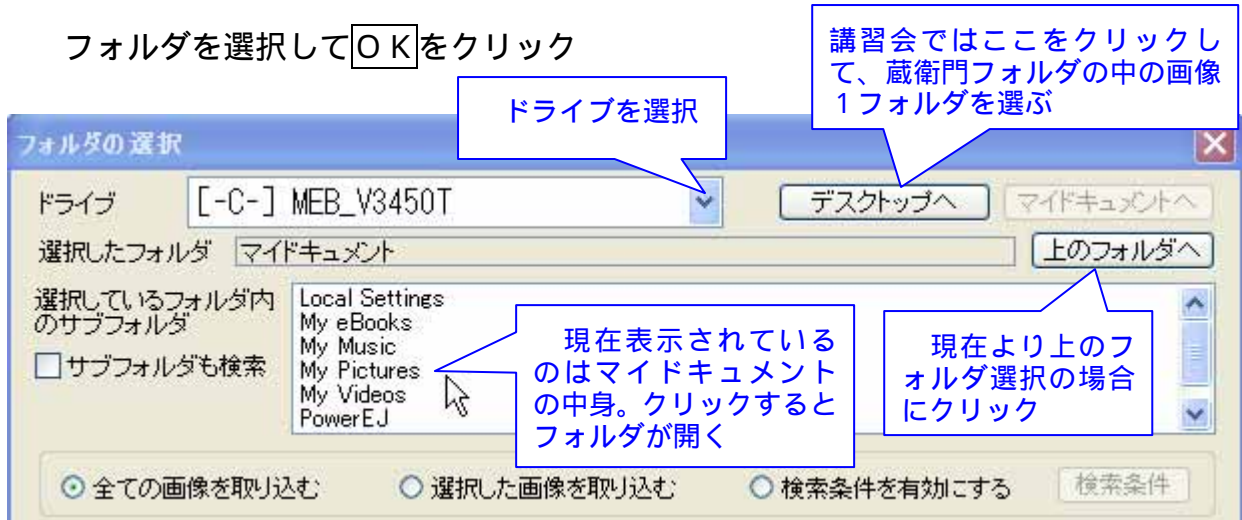 フォルダを選択してＯＫをクリック
講習会ではここをクリックし
て、蔵衛門フォルダの中の画像
１フォルダを選ぶ
ドライブを選択
フォルダの選択
ドライブ [-C-] MEB_V3450T デスクトップへ マイドキュメントへ
選択したフォルダ マイドキュメント 上のフォルダへ
選択しているフォルダ内
のサブフォルダ
サブフォルダも検索
Local Settings
My eBooks
My Music
My Pictures
My Videos
PowerEJ
現在表示されている
のはマイドキュメント
の中身。クリックすると
フォルダが開く
現在より上のフ
ォルダ選択の場合
にクリック
全ての画像を取り込む 選択した画像を取り込む 検索条件を有効にする 検索条件